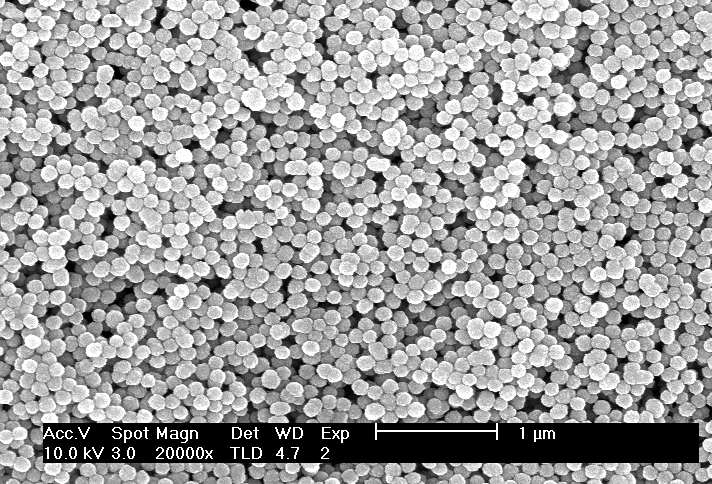 Acc.V Spot Magn Det WD Exp 1 µm
10.0 kV 3.0 20000x TLD 4.7 2